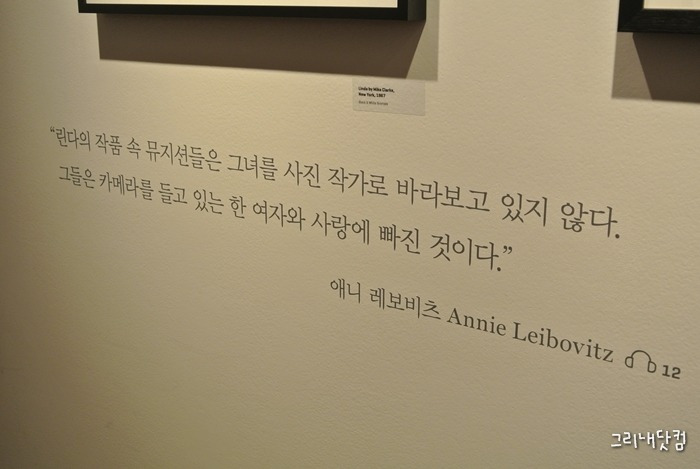 Linda by Mike Clarke,
New York, 1967
“린다의 작품 속 뮤지션들은 그녀를 사진 작가로 바라보고 있지 않다.
그들은 카메라를 들고 있는 한 여자와 사랑에 빠진 것이다.”
애니 레보비츠 Annie Leibovitz 12
그리내닷컴